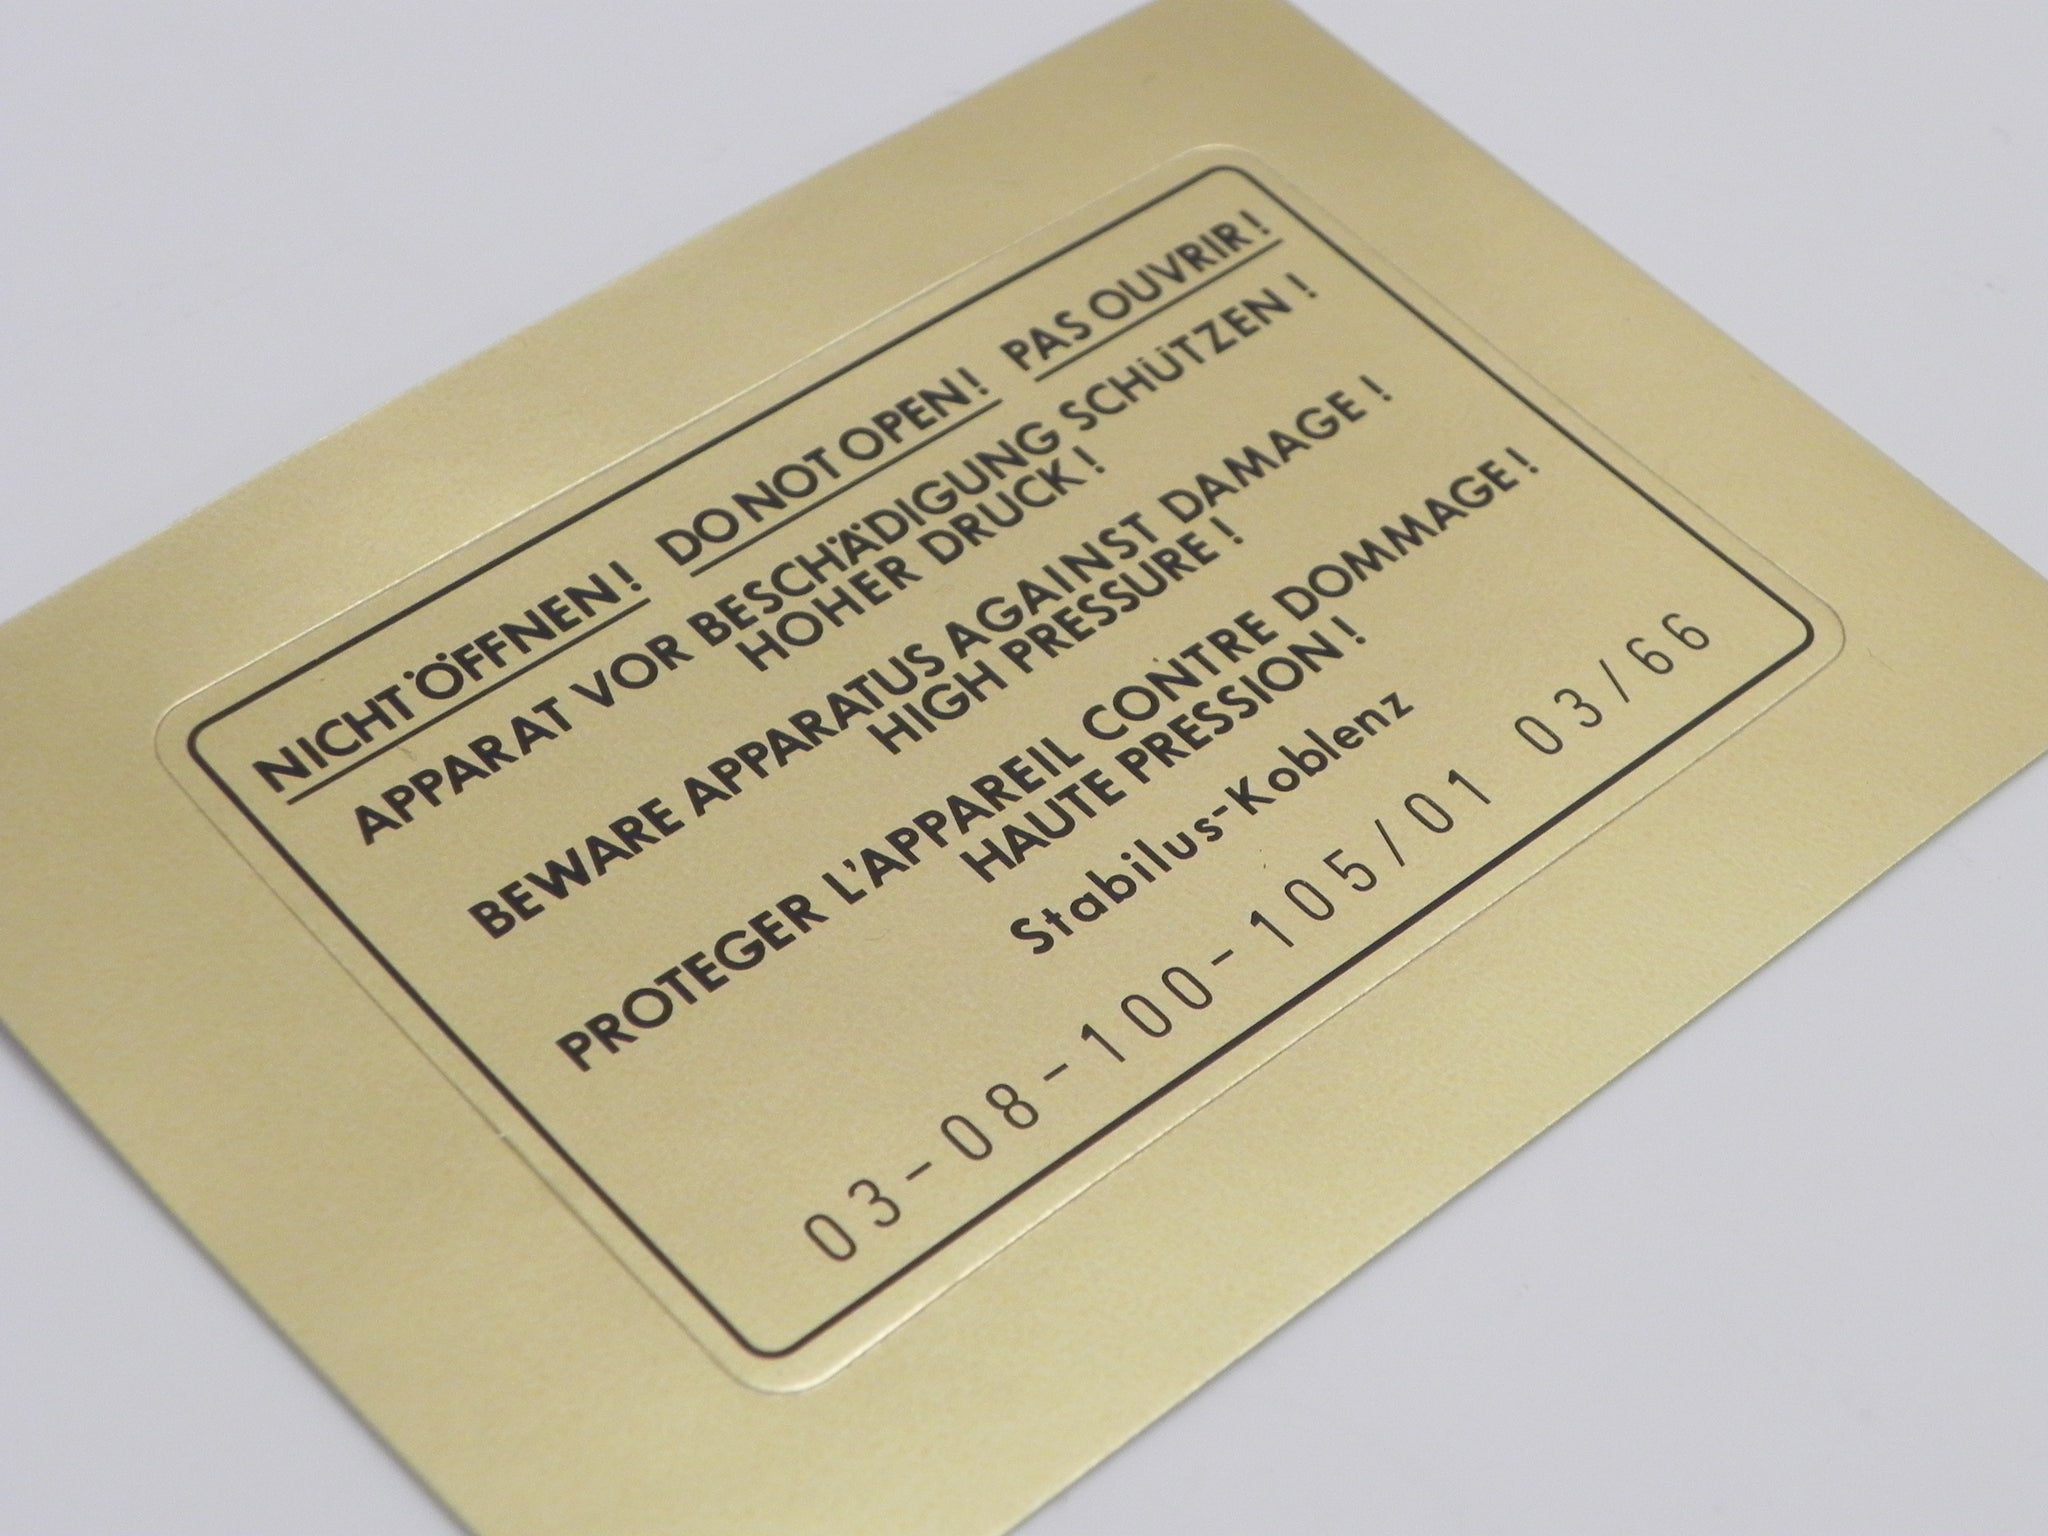 NICHT ÖFFNEN! DO NOT OPEN! PAS OUVRIR!
APPARAT VOR BESCHÄDIGUNG SCHÜTZEN !
HOHER DRUCK !
BEWARE APPARATUS AGAINST DAMAGE !
HIGH PRESSURE !
PROTEGER L'APPAREIL CONTRE DOMMAGE!
HAUTE PRESSION!
Stabilus-Koblenz
03-08-100-105/01 03/66